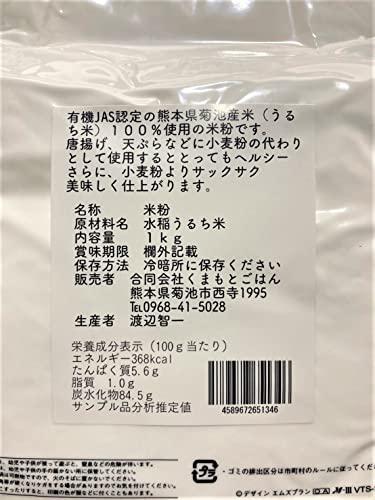 有機JAS認定の熊本県菊池産米（うる
ち米）１００％使用の米粉です。
唐揚げ、天ぷらなどに小麦粉の代わり
として使用するととってもヘルシー
さらに、小麦粉よりサックサク
美味しく仕上がります。
名称 米粉
原材料名 水稲うるち米
内容量 １ｋｇ
賞味期限 欄外記載
保存方法 冷暗所に保存ください
販売者 合同会社くまもとごはん
熊本県菊池市西寺1995
℡0968-41-5028
生産者 渡辺智一
栄養成分表示（100ｇ当たり）
エネルギー368kcal
たんぱく質5.6ｇ
脂質 1.0ｇ
炭水化物84.5ｇ
サンプル品分析推定値
4589672651346
プラ
・ゴミの排出区分は市町村のルールに従ってください
©デザイン エムズプラン